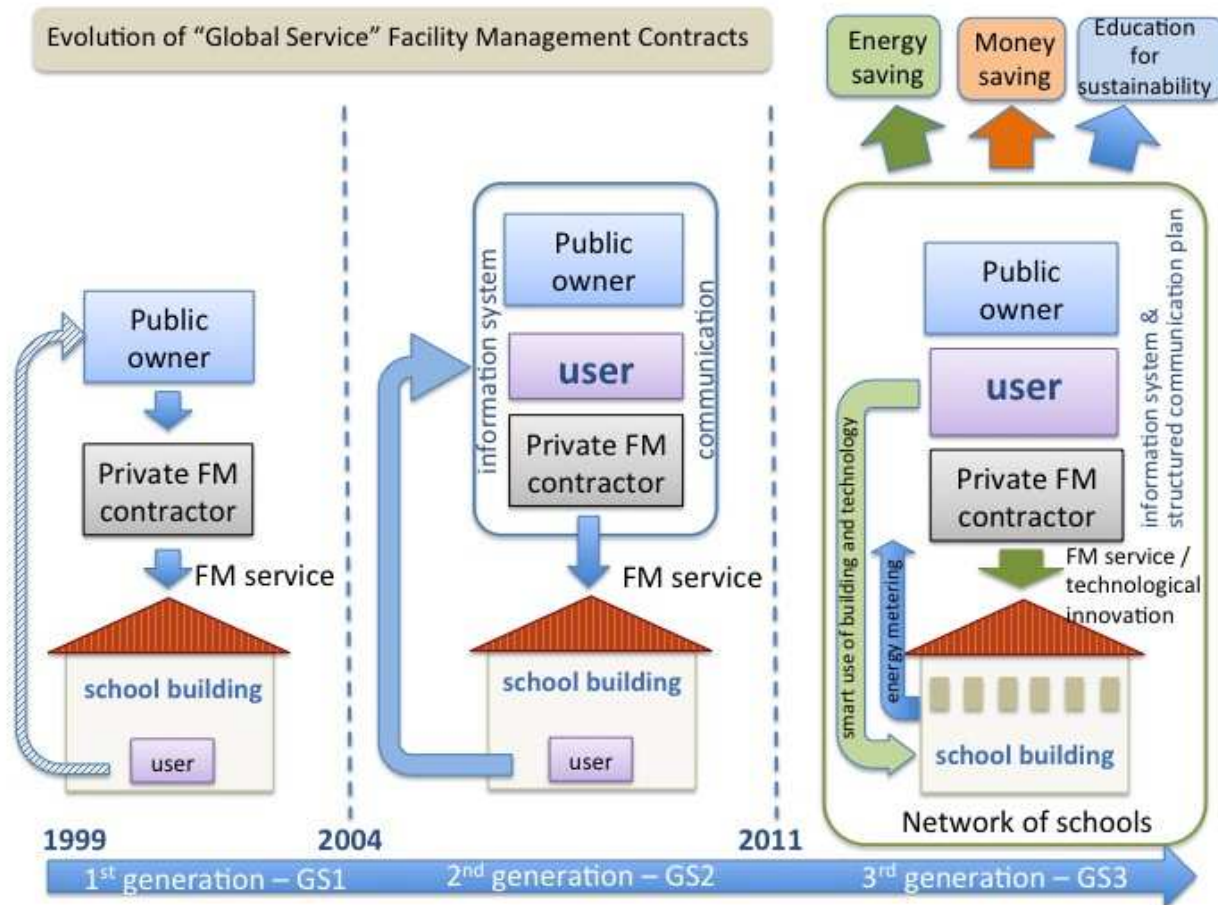 Evolution of “Global Service” Facility Management Contracts
Energy
saving
Money
saving
Education
for
sustainability
Public
owner
Private FM
contractor
FM service
school building
user
information system
Public
owner
user
Private FM
contractor
communication
FM service
school building
user
Public
owner
user
Private FM
contractor
information system &
structured communication plan
smart use of building and technology
energy metering
FM service /
technological
innovation
school building
Network of schools
1999
2004
2011
1st generation – GS1
2nd generation – GS2
3rd generation – GS3